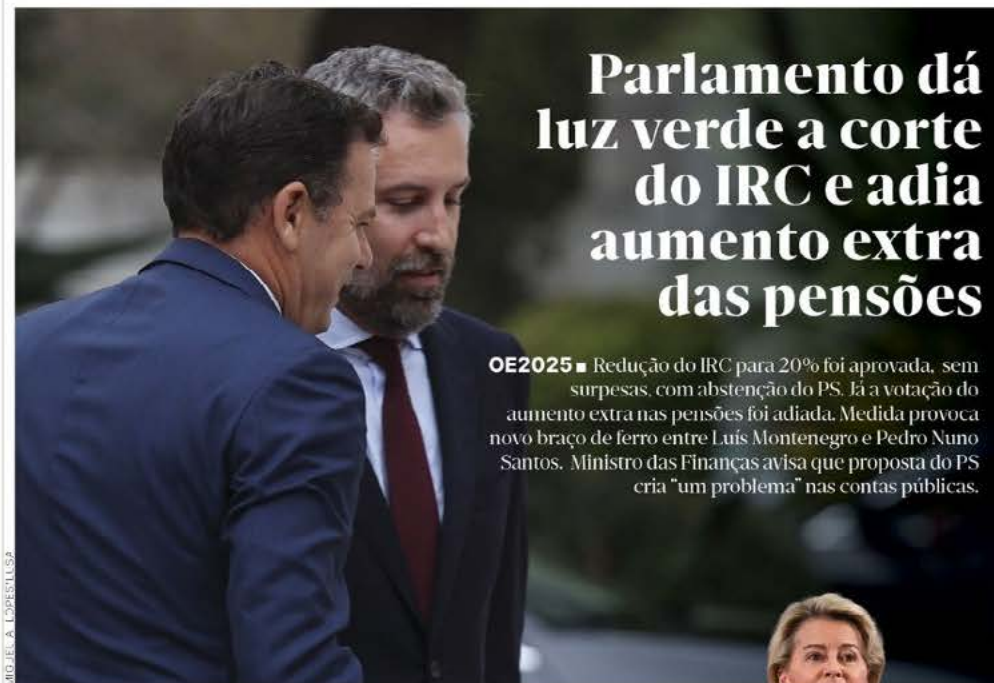 Parlamento dá
luz verde a corte
do IRC e adia
aumento extra
das pensões
OE2025 ■ Redução do IRC para 20% foi aprovada, sem
surpesas, com abstenção do PS. Já a votação do
aumento extra nas pensões foi adiada. Medida provoca
novo braço de ferro entre Luís Montenegro e Pedro Nuno
Santos. Ministro das Finanças avisa que proposta do PS
cria "um problema" nas contas públicas.
MIGUEL A. LOPES/LUSA